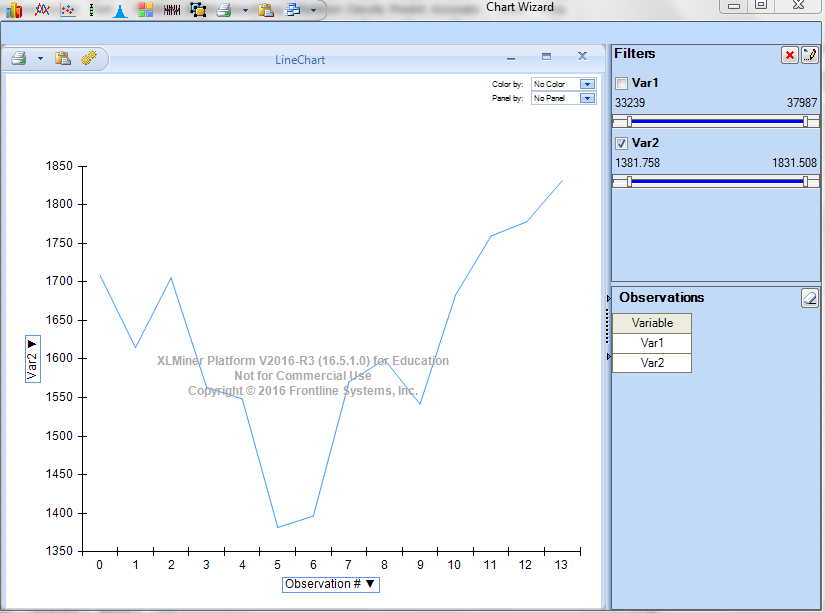 Chart Wizard
LineChart
Color by: No Color
Panel by: No Panel
1850
1800
1750
1700
1650
1600
1550
1500
1450
1400
1350
Var2 ▼
XLMiner Platform V2016-R3 (16.5.1.0) for Education
Not for Commercial Use
Copyright © 2016 Frontline Systems, Inc.
0 1 2 3 4 5 6 7 8 9 10 11 12 13
Observation # ▼
Filters
Var1
33239 37987
Var2
1381.758 1831.508
Observations
Variable
Var1
Var2